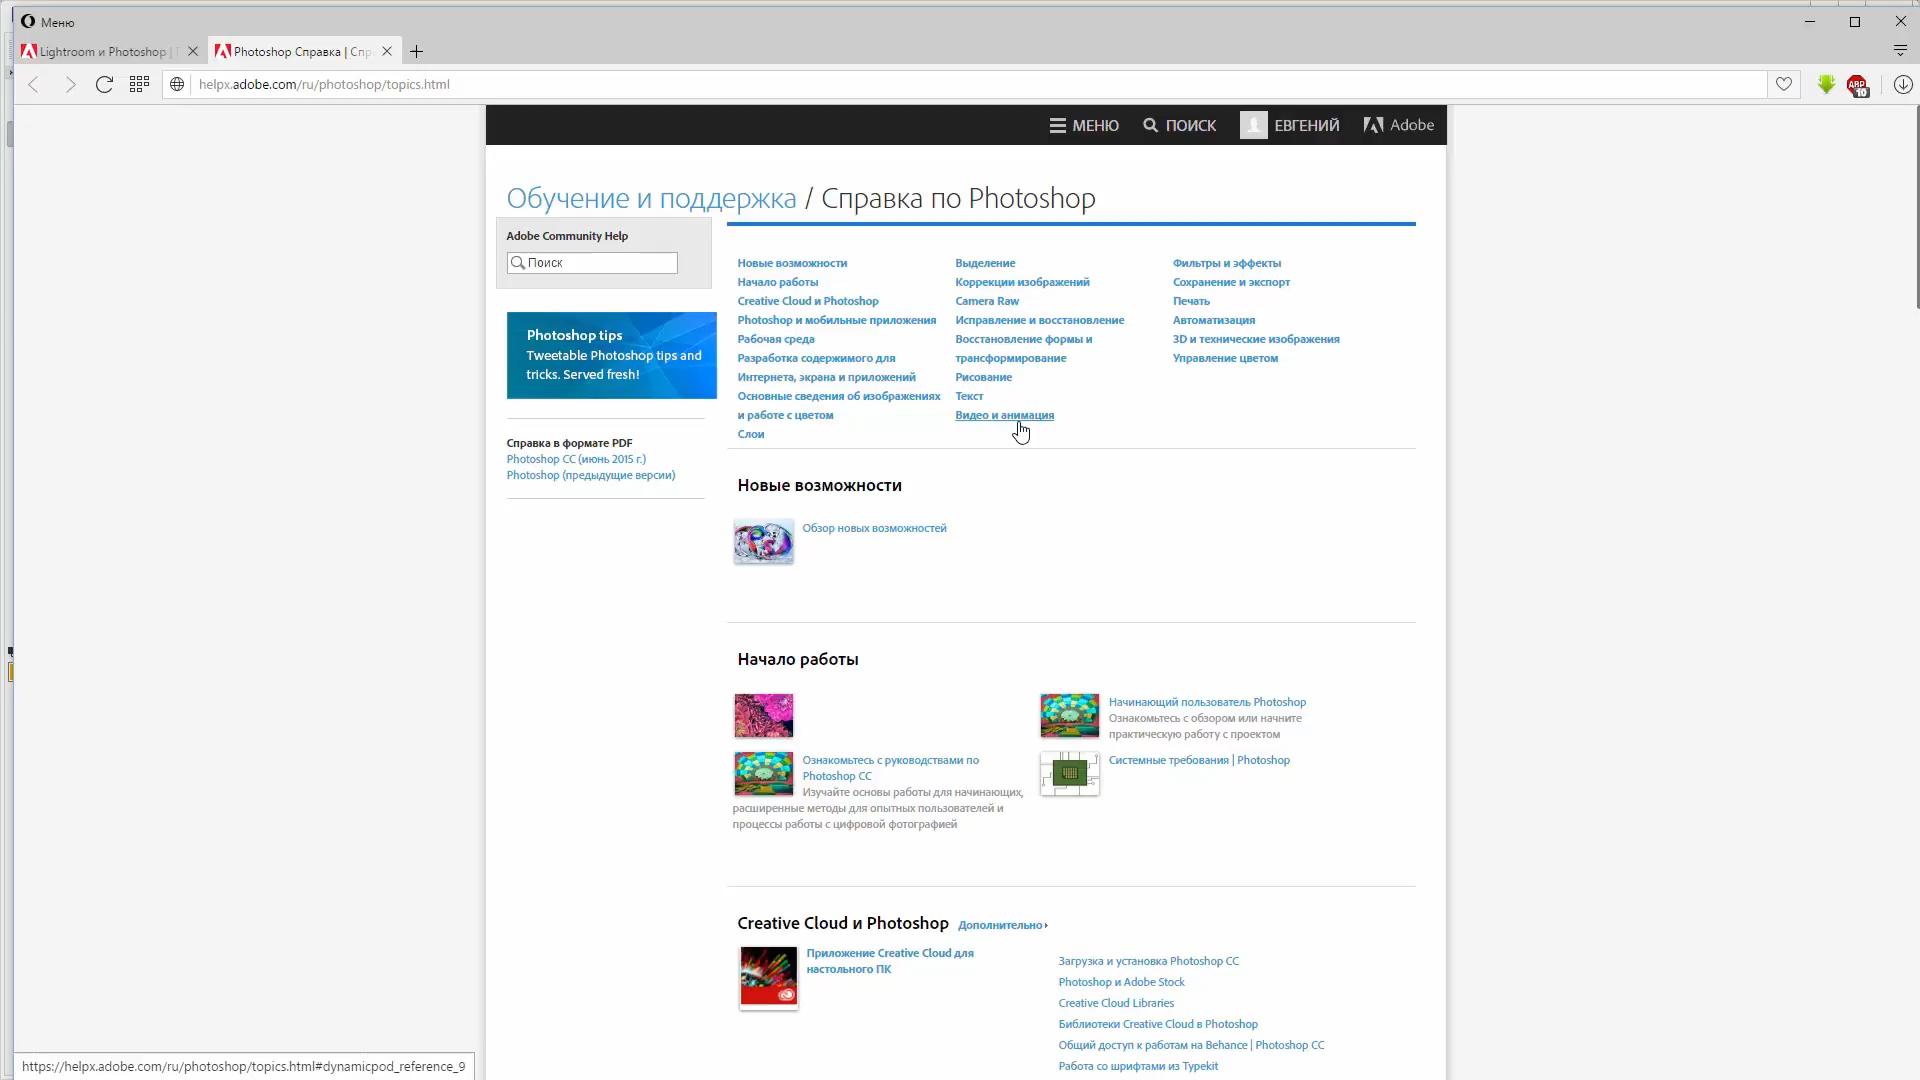 Меню
Lightroom и Photoshop |
Photoshop Справка | Спр
helpx.adobe.com/ru/photoshop/topics.html
ABP
10
МЕНЮ
ПОИСК
ЕВГЕНИЙ
Adobe
Обучение и поддержка / Справка по Photoshop
Adobe Community Help
Поиск
Photoshop tips
Tweetable Photoshop tips and
tricks. Served fresh!
Справка в формате PDF
Photoshop CC (июнь 2015 г.)
Photoshop (предыдущие версии)
Новые возможности
Начало работы
Creative Cloud и Photoshop
Photoshop и мобильные приложения
Рабочая среда
Разработка содержимого для
Интернета, экрана и приложений
Основные сведения об изображениях
и работе с цветом
Слои
Выделение
Коррекции изображений
Camera Raw
Исправление и восстановление
Восстановление формы и
трансформирование
Рисование
Текст
Видео и анимация
Фильтры и эффекты
Сохранение и экспорт
Печать
Автоматизация
3D и технические изображения
Управление цветом
Новые возможности
Обзор новых возможностей
Начало работы
Начинающий пользователь Photoshop
Ознакомьтесь с обзором или начните
практическую работу с проектом
Ознакомьтесь с руководствами по
Photoshop CC
Изучайте основы работы для начинающих,
расширенные методы для опытных пользователей и
процессы работы с цифровой фотографией
Системные требования | Photoshop
Creative Cloud и Photoshop
Дополнительно
Приложение Creative Cloud для
настольного ПК
Загрузка и установка Photoshop CC
Photoshop и Adobe Stock
Creative Cloud Libraries
Библиотеки Creative Cloud в Photoshop
Общий доступ к работам на Behance | Photoshop CC
Работа со шрифтами из Typekit
https://helpx.adobe.com/ru/photoshop/topics.html#dynamicpod_reference_9